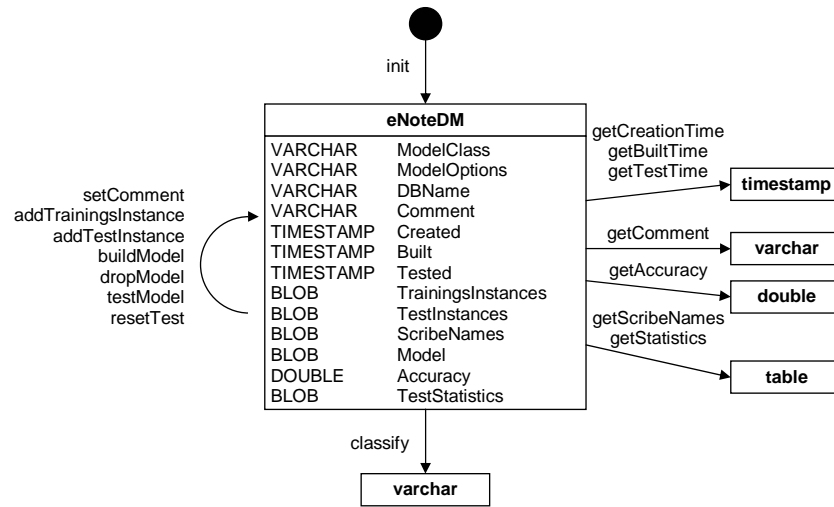 init
eNoteDM
VARCHAR ModelClass
VARCHAR ModelOptions
VARCHAR DBName
VARCHAR Comment
TIMESTAMP Created
TIMESTAMP Built
TIMESTAMP Tested
BLOB TrainingsInstances
BLOB TestInstances
BLOB ScribeNames
BLOB Model
DOUBLE Accuracy
BLOB TestStatistics
setComment
addTrainingsInstance
addTestInstance
buildModel
dropModel
testModel
resetTest
getCreationTime
getBuiltTime
getTestTime
timestamp
getComment
varchar
getAccuracy
double
getScribeNames
getStatistics
table
classify
varchar